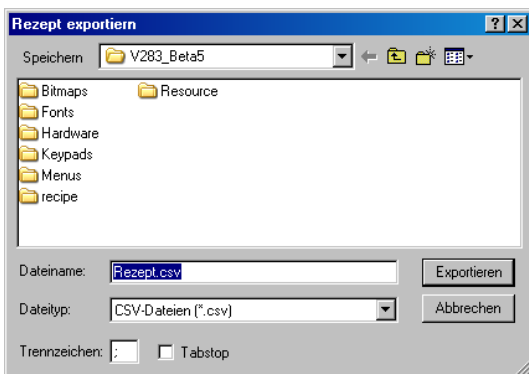 Rezept exportiern
Speichern V283_Beta5
Bitmaps Resource
Fonts
Hardware
Keypads
Menus
recipe
Dateiname: Rezept.csv Exportieren
Dateityp: CSV-Dateien (*.csv) Abbrechen
Trennzeichen: ; Tabstop